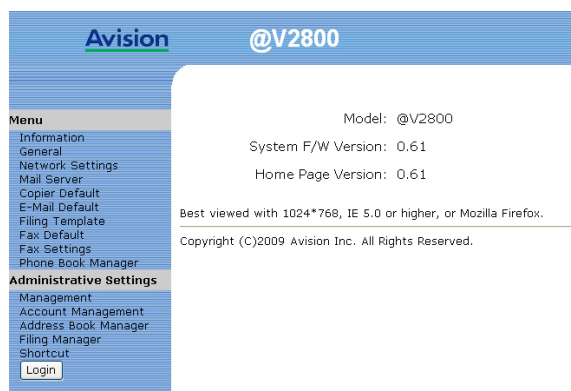 Avision @V2800
Menu
Information
General
Network Settings
Mail Server
Copier Default
E-Mail Default
Filing Template
Fax Default
Fax Settings
Phone Book Manager
Administrative Settings
Management
Account Management
Address Book Manager
Filing Manager
Shortcut
Login
Model: @V2800
System F/W Version: 0.61
Home Page Version: 0.61
Best viewed with 1024*768, IE 5.0 or higher, or Mozilla Firefox.
Copyright (C)2009 Avision Inc. All Rights Reserved.